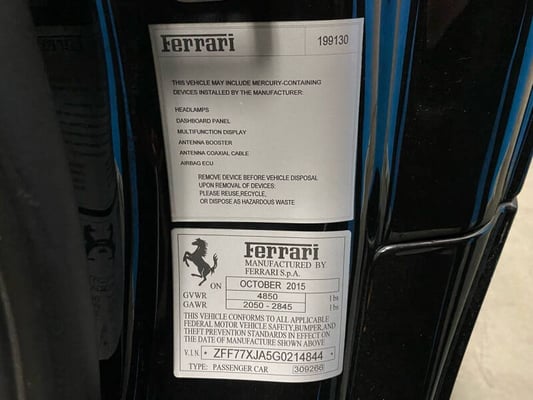 Ferrari
199130
THIS VEHICLE MAY INCLUDE MERCURY-CONTAINING
DEVICES INSTALLED BY THE MANUFACTURER:
HEADLAMPS
DASHBOARD PANEL
MULTIFUNCTION DISPLAY
ANTENNA BOOSTER
ANTENNA COAXIAL CABLE
AIRBAG ECU
REMOVE DEVICE BEFORE VEHICLE DISPOSAL
UPON REMOVAL OF DEVICES:
PLEASE REUSE,RECYCLE,
OR DISPOSE AS HAZARDOUS WASTE
Ferrari
MANUFACTURED BY
FERRARI S.p.A.
ON OCTOBER 2015
GVWR 4850 lbs
GAWR 2050 - 2845 lbs
THIS VEHICLE CONFORMS TO ALL APPLICABLE
FEDERAL MOTOR VEHICLE SAFETY,BUMPER,AND
THEFT PREVENTION STANDARDS IN EFFECT ON
THE DATE OF MANUFACTURE SHOWN ABOVE
V.I.N. ZFF77XJA5G0214844
TYPE: PASSENGER CAR 309266